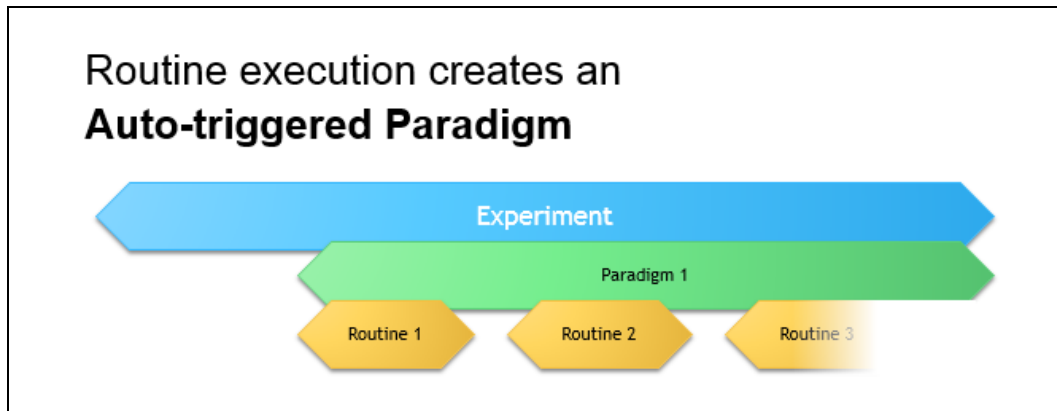 Routine execution creates an
Auto-triggered Paradigm
Experiment
Paradigm 1
Routine 1 Routine 2 Routine 3